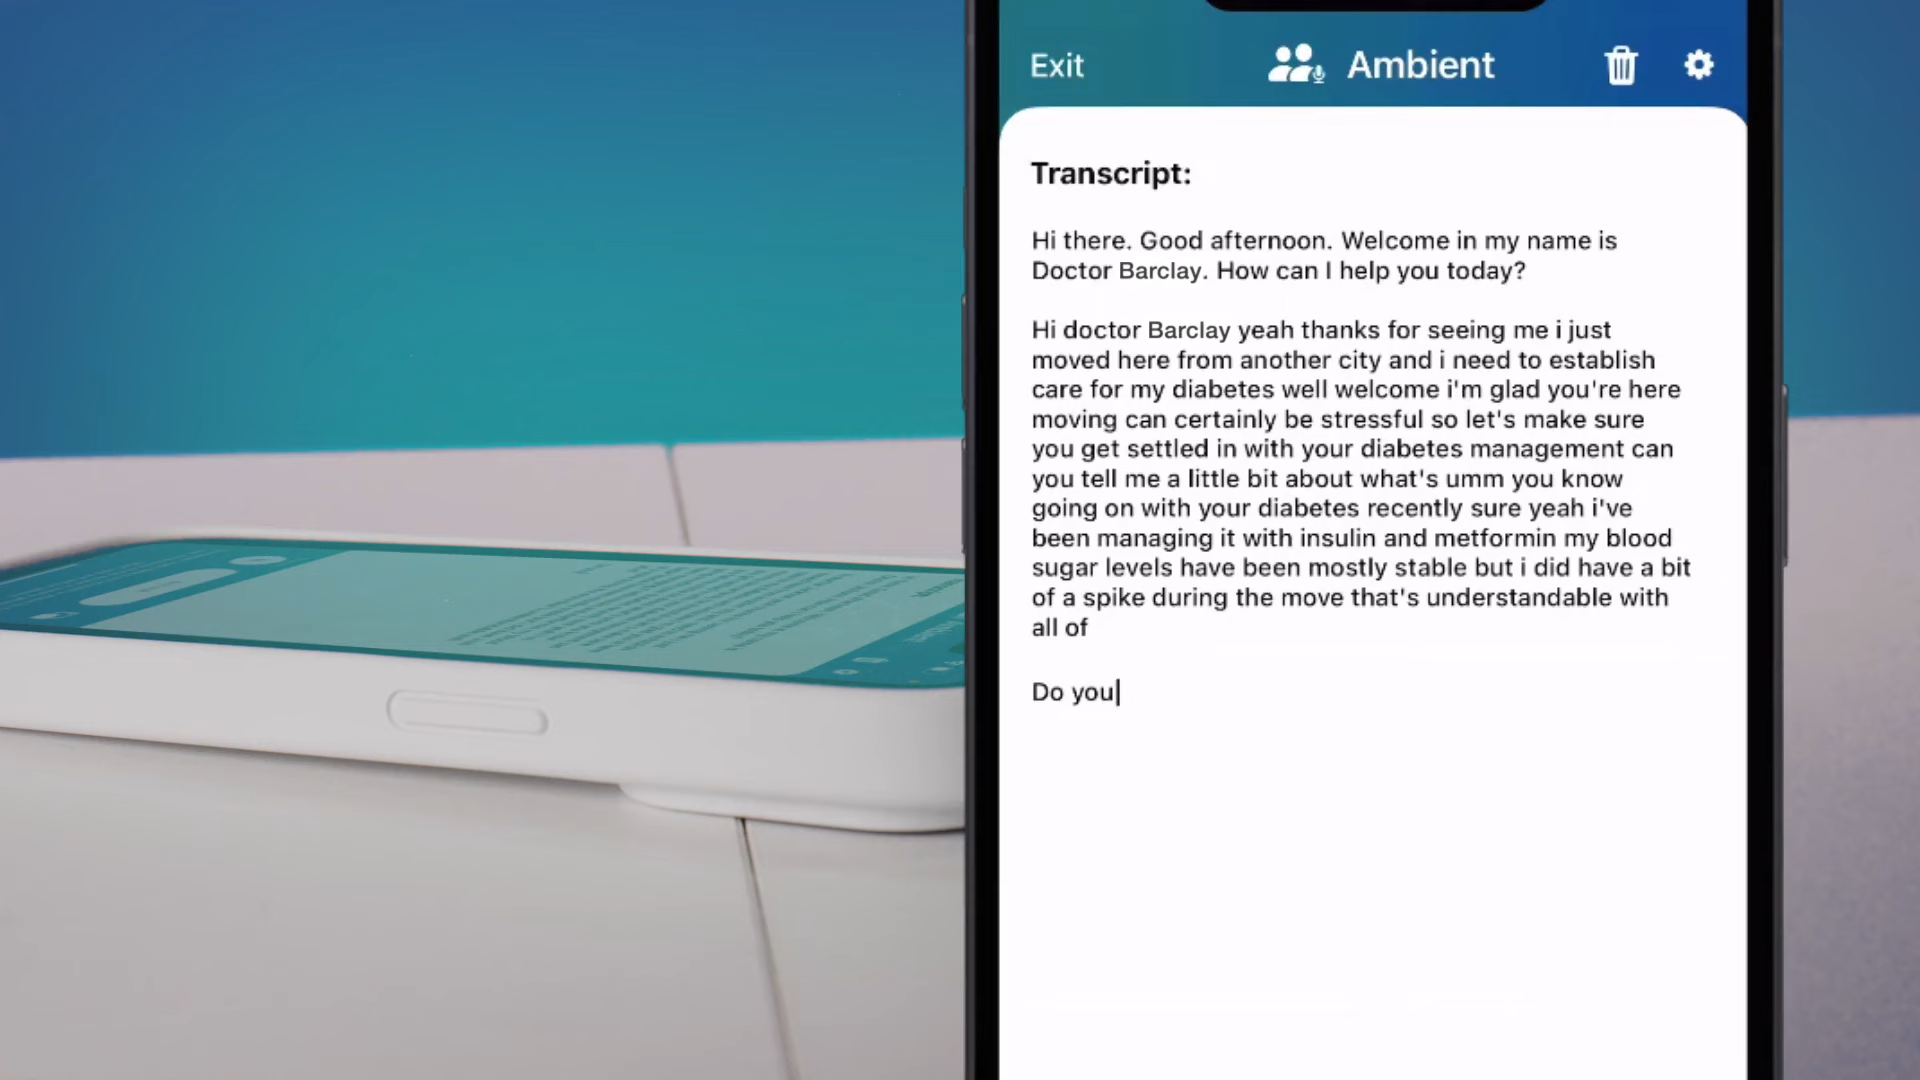 Exit
Ambient
Transcript:
Hi there. Good afternoon. Welcome in my name is
Doctor Barclay. How can I help you today?
Hi doctor Barclay yeah thanks for seeing me i just
moved here from another city and i need to establish
care for my diabetes well welcome i'm glad you're here
moving can certainly be stressful so let's make sure
you get settled in with your diabetes management can
you tell me a little bit about what's umm you know
going on with your diabetes recently sure yeah i've
been managing it with insulin and metformin my blood
sugar levels have been mostly stable but i did have a bit
of a spike during the move that's understandable with
all of
Do you